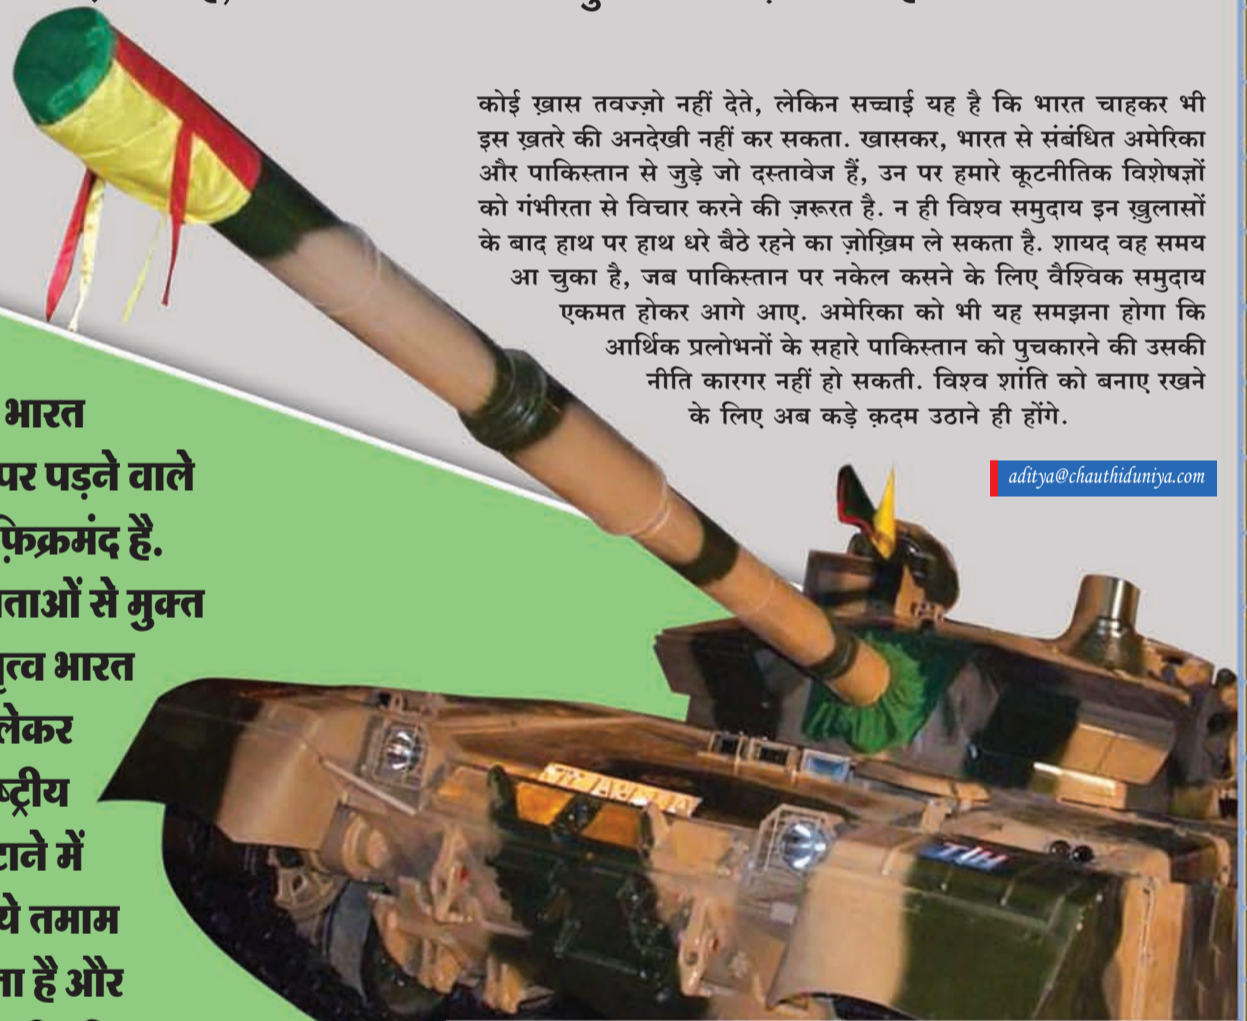 कोई ख़ास तवज्ज़ो नहीं देते, लेकिन सच्चाई यह है कि भारत चाहकर भी
इस ख़तरे की अनदेखी नहीं कर सकता. खासकर, भारत से संबंधित अमेरिका
और पाकिस्तान से जुड़े जो दस्तावेज हैं, उन पर हमारे कूटनीतिक विशेषज्ञों
को गंभीरता से विचार करने की ज़रूरत है. न ही विश्व समुदाय इन ख़ुलासों
के बाद हाथ पर हाथ धरे बैठे रहने का ज़ोख़िम ले सकता है. शायद वह समय
आ चुका है, जब पाकिस्तान पर नकेल कसने के लिए वैश्विक समुदाय
एकमत होकर आगे आए. अमेरिका को भी यह समझना होगा कि
आर्थिक प्रलोभनों के सहारे पाकिस्तान को पुचकारने की उसकी
नीति कारगर नहीं हो सकती. विश्व शांति को बनाए रखने
के लिए अब कड़े क़दम उठाने ही होंगे.
aditya@chauthiduniya.com
भारत
पर पड़ने वाले
फ़िक्रमंद है.
से मुक्त
भारत
लेकर
में
ये तमाम
है और